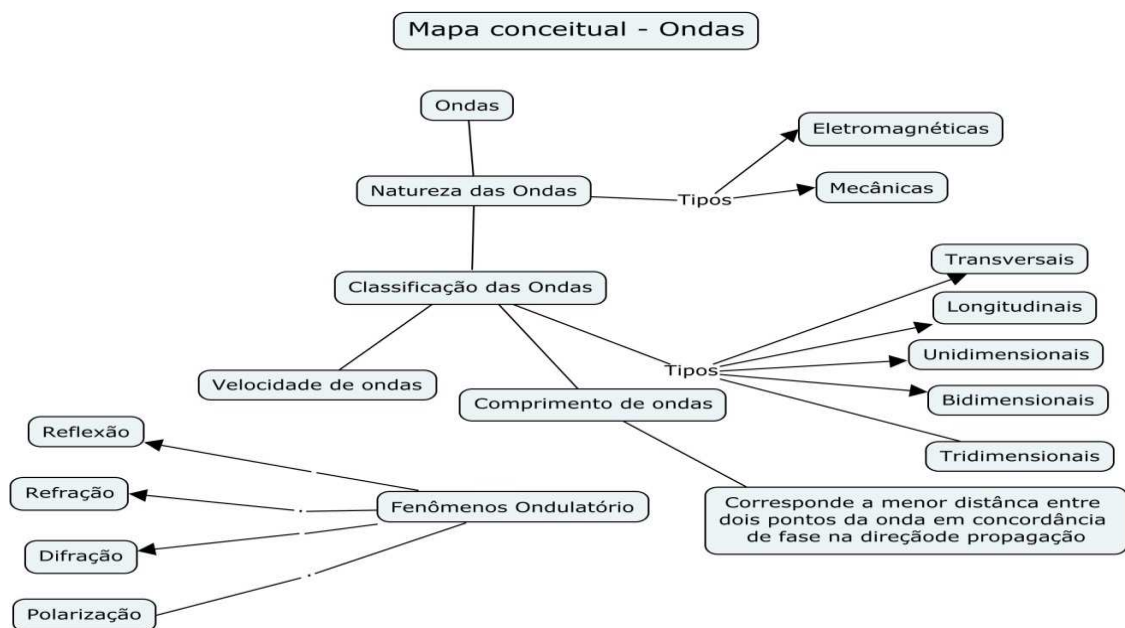 Mapa conceitual - Ondas
Ondas
Eletromagnéticas
Natureza das Ondas
Tipos
Mecânicas
Transversais
Classificação das Ondas
Longitudinais
Unidimensionais
Tipos
Velocidade de ondas
Comprimento de ondas
Bidimensionais
Reflexão
Tridimensionais
Refração
Fenômenos Ondulatório
Corresponde a menor distânca entre
dois pontos da onda em concordância
de fase na direçãode propagação
Difração
Polarização